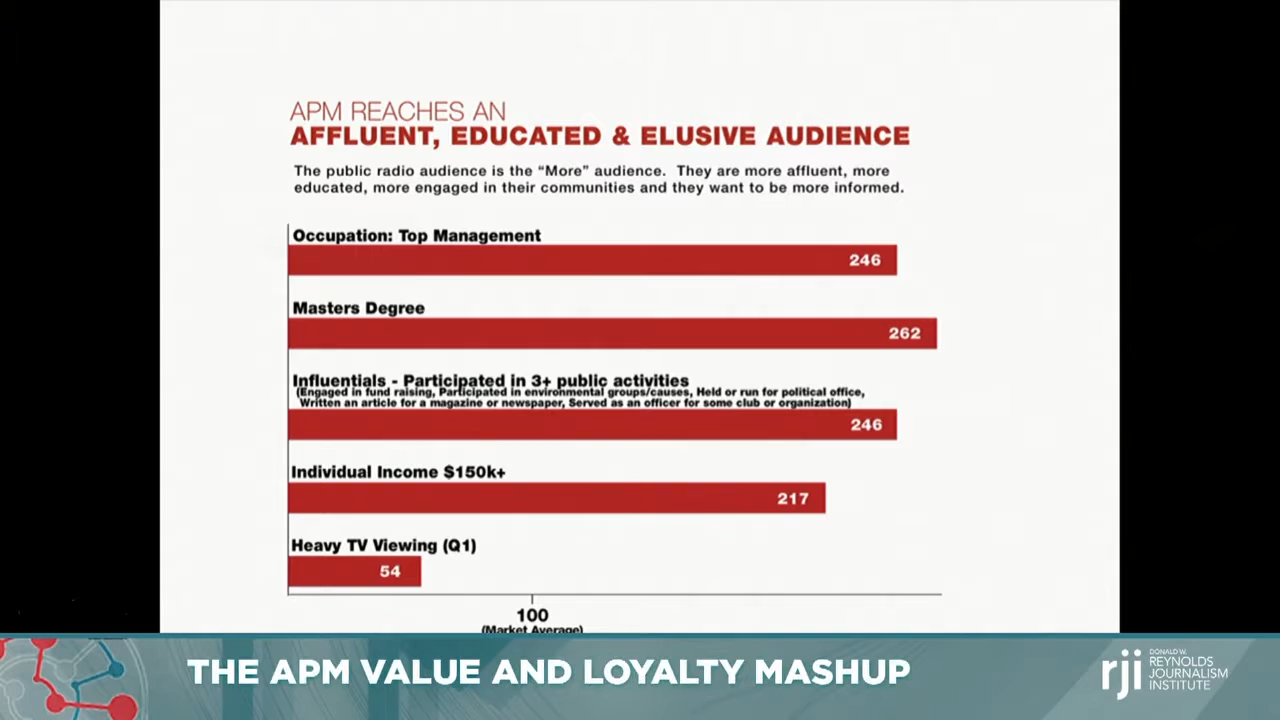 APM REACHES AN
AFFLUENT, EDUCATED & ELUSIVE AUDIENCE
The public radio audience is the “More” audience.  They are more affluent, more
educated, more engaged in their communities and they want to be more informed.
Occupation: Top Management
246
Masters Degree
262
Influentials - Participated in 3+ public activities
(Engaged in fund raising, Participated in environmental groups/causes, Held or run for political office,
Written an article for a magazine or newspaper, Served as an officer for some club or organization)
246
Individual Income $150k+
217
Heavy TV Viewing (Q1)
54
100
(Market Average)
THE APM VALUE AND LOYALTY MASHUP
rji
DONALD W.
REYNOLDS
JOURNALISM
INSTITUTE